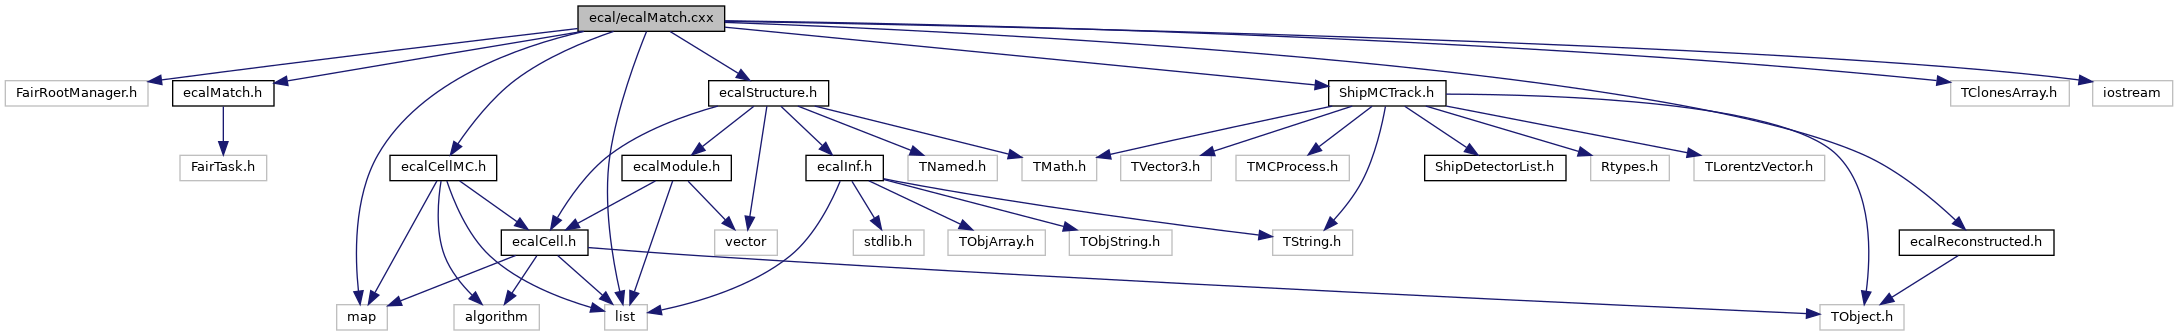 ecal/ecalMatch.cxx
FairRootManager.h
ecalMatch.h
ecalStructure.h
ShipMCTrack.h
TClonesArray.h
iostream
FairTask.h
ecalCellMC.h
ecalModule.h
ecalInf.h
TNamed.h
TMath.h
TVector3.h
TMCProcess.h
ShipDetectorList.h
Rtypes.h
TLorentzVector.h
ecalCell.h
vector
stdlib.h
TObjArray.h
TObjString.h
TString.h
ecalReconstructed.h
map
algorithm
list
TObject.h